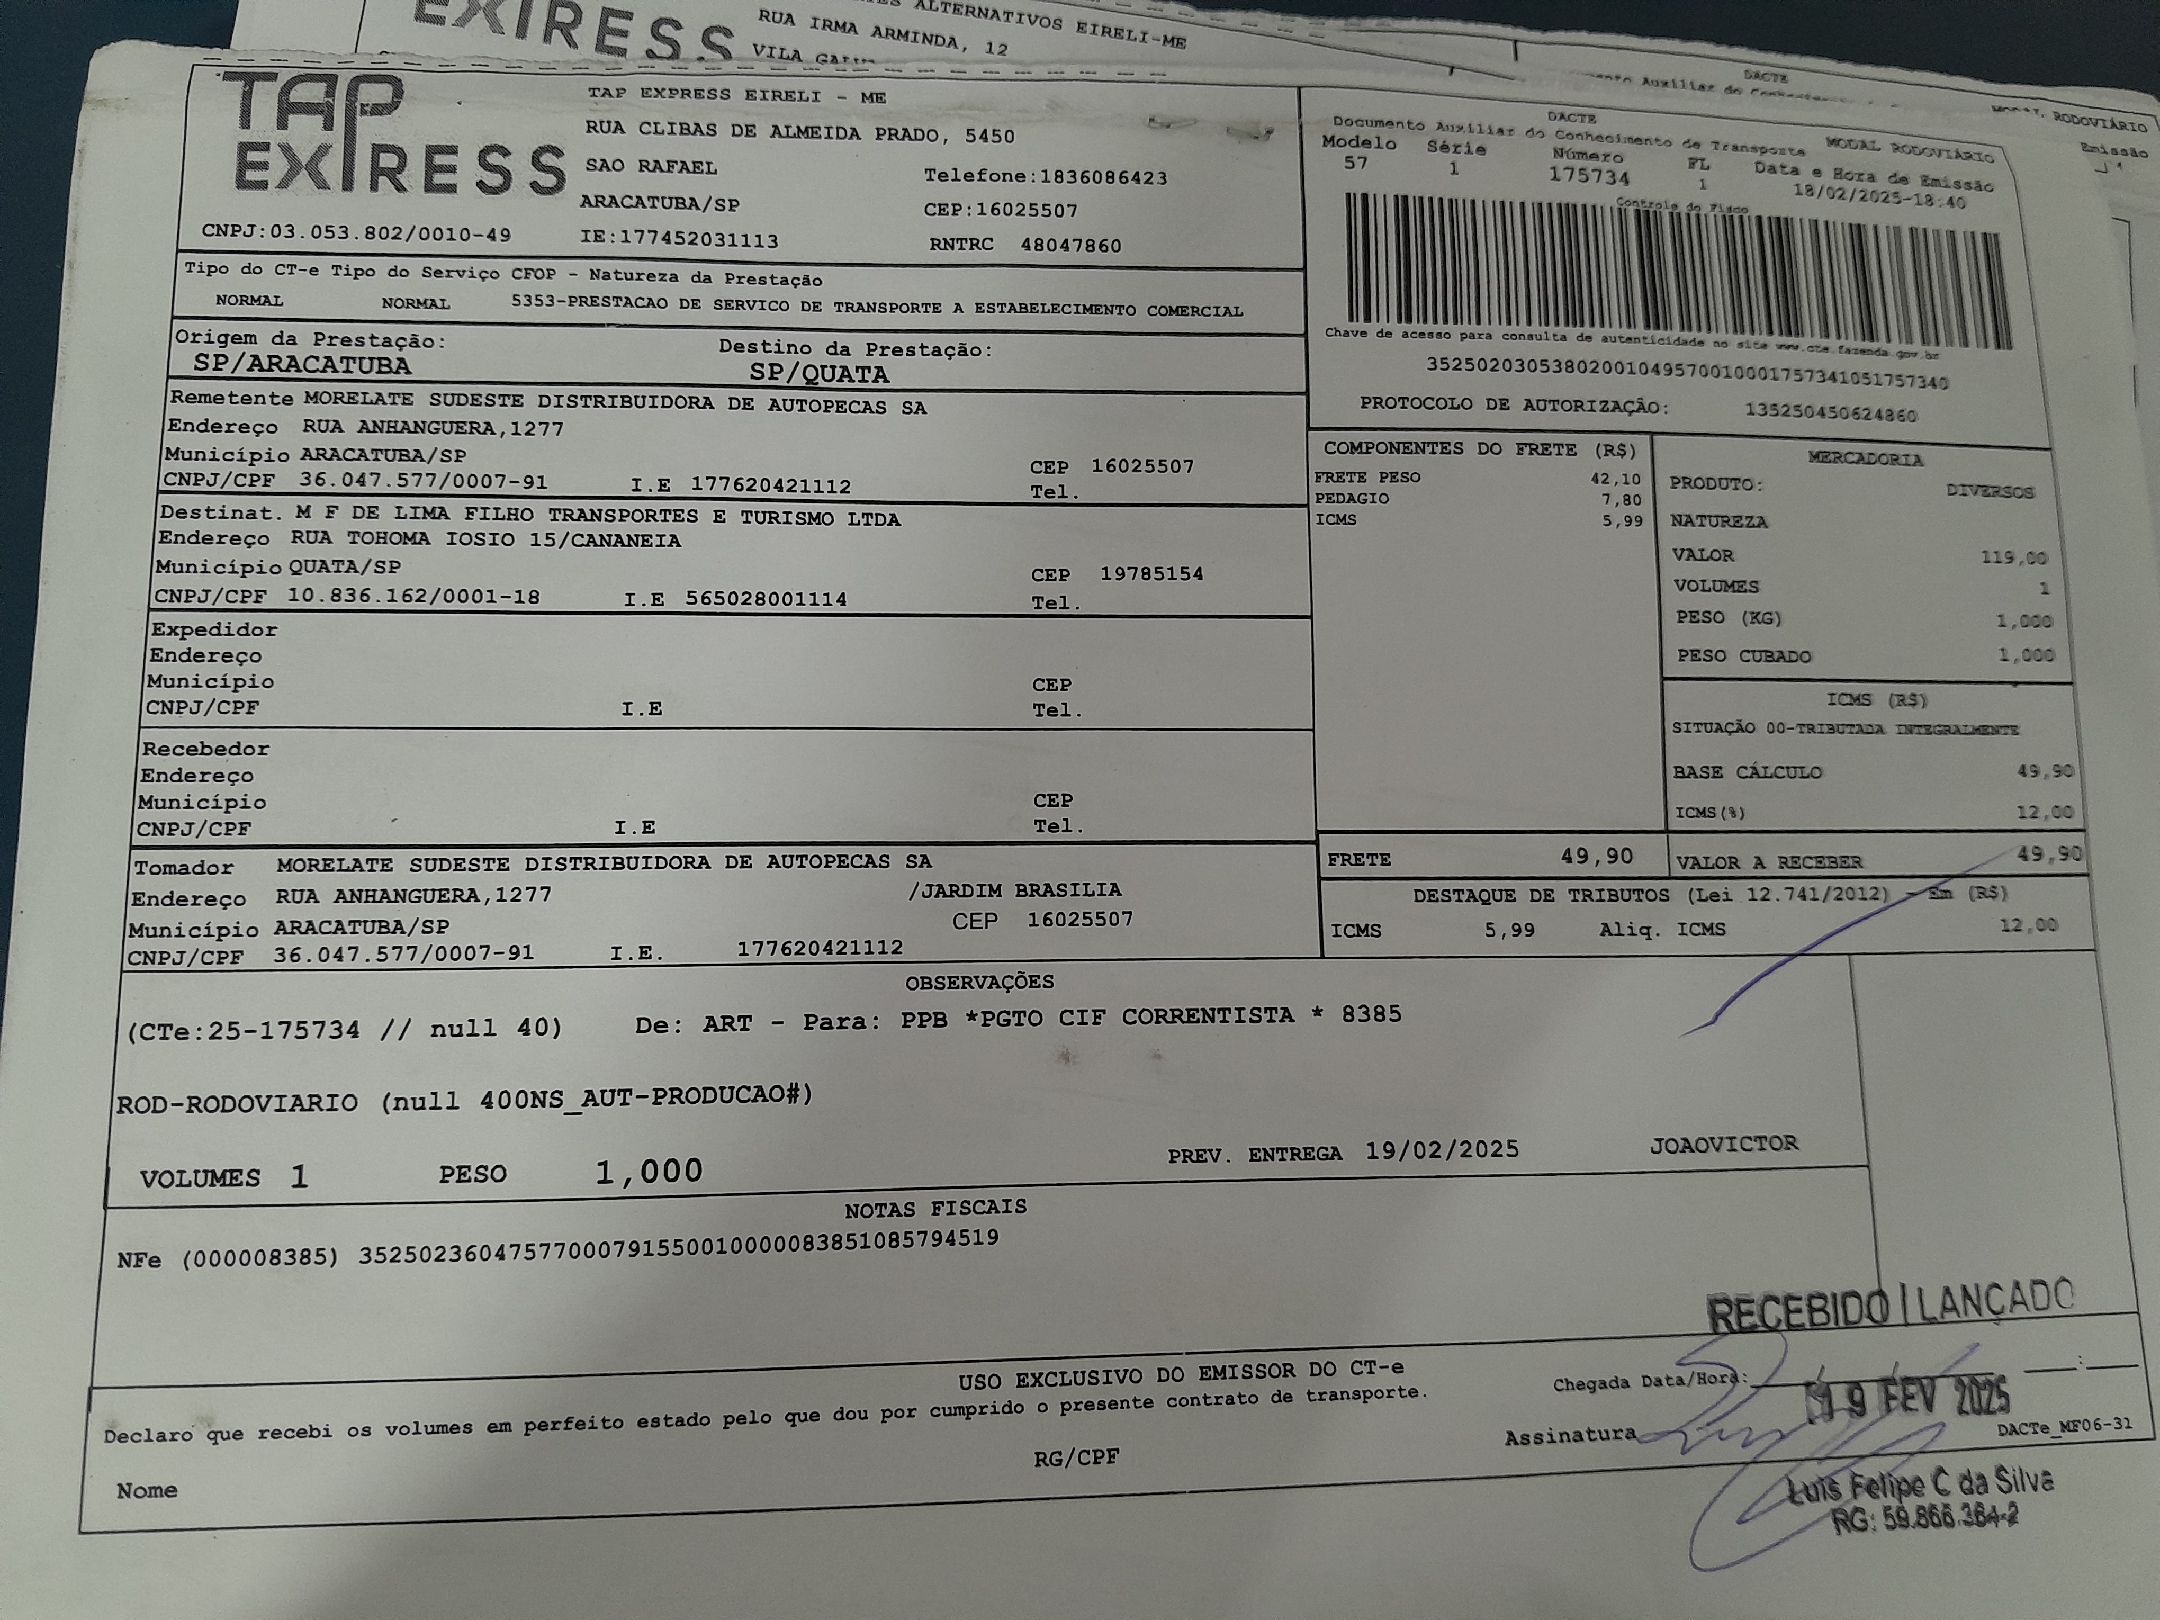 EXPRESS
ALTERNATIVOS EIRELI-ME
RUA IRMA ARMINDA, 12
VILA
DACTE
Auxiliar do
RODOVIÁRIO
Emissão
TAP
EXPRESS
TAP EXPRESS EIRELI - ME
RUA CLIBAS DE ALMEIDA PRADO, 5450
SAO RAFAEL
Telefone:1836086423
ARACATUBA/SP
CEP:16025507
CNPJ:03.053.802/0010-49
IE:177452031113
RNTRC 48047860
DACTE
Documento Auxiliar do Conhecimento de Transporte MODAL RODOVIÁRIO
Modelo Série Número FL Data e Hora de Emissão
57 1 175734 1 18/02/2025-18:40
Controle do Fisco
Chave de acesso para consulta de autenticidade no site www.cte.fazenda.gov.br
35250203053802001049570010001757341051757340
PROTOCOLO DE AUTORIZAÇÃO: 135250450624860
Tipo do CT-e Tipo do Serviço CFOP - Natureza da Prestação
NORMAL NORMAL 5353-PRESTACAO DE SERVICO DE TRANSPORTE A ESTABELECIMENTO COMERCIAL
Origem da Prestação: Destino da Prestação:
SP/ARACATUBA SP/QUATA
Remetente MORELATE SUDESTE DISTRIBUIDORA DE AUTOPECAS SA
Endereço RUA ANHANGUERA,1277
Município ARACATUBA/SP CEP 16025507
CNPJ/CPF 36.047.577/0007-91 I.E 177620421112 Tel.
Destinat. M F DE LIMA FILHO TRANSPORTES E TURISMO LTDA
Endereço RUA TOHOMA IOSIO 15/CANANEIA
Município QUATA/SP CEP 19785154
CNPJ/CPF 10.836.162/0001-18 I.E 565028001114 Tel.
Expedidor
Endereço
Município CEP
CNPJ/CPF I.E Tel.
Recebedor
Endereço
Município CEP
CNPJ/CPF I.E Tel.
Tomador MORELATE SUDESTE DISTRIBUIDORA DE AUTOPECAS SA
Endereço RUA ANHANGUERA,1277 /JARDIM BRASILIA
Município ARACATUBA/SP CEP 16025507
CNPJ/CPF 36.047.577/0007-91 I.E. 177620421112
COMPONENTES DO FRETE (R$)
FRETE PESO 42,10
PEDAGIO 7,80
ICMS 5,99
MERCADORIA
PRODUTO: DIVERSOS
NATUREZA
VALOR 119,00
VOLUMES 1
PESO (KG) 1,000
PESO CUBADO 1,000
ICMS (R$)
SITUAÇÃO 00-TRIBUTADA INTEGRALMENTE
BASE CÁLCULO 49,90
ICMS(%) 12,00
FRETE 49,90 VALOR A RECEBER 49,90
DESTAQUE DE TRIBUTOS (Lei 12.741/2012) - Em (R$)
ICMS 5,99 Aliq. ICMS 12,00
OBSERVAÇÕES
(CTe:25-175734 // null 40) De: ART - Para: PPB *PGTO CIF CORRENTISTA * 8385
ROD-RODOVIARIO (null 400NS_AUT-PRODUCAO#)
VOLUMES 1 PESO 1,000 PREV. ENTREGA 19/02/2025 JOAOVICTOR
NOTAS FISCAIS
NFe (000008385) 35250236047577000791550010000083851085794519
RECEBIDO | LANÇADO
USO EXCLUSIVO DO EMISSOR DO CT-e
Declaro que recebi os volumes em perfeito estado pelo que dou por cumprido o presente contrato de transporte.
Chegada Data/Hora: :
19 FEV 2025
Assinatura
DACTe_MF06-31
Nome RG/CPF
Luis Felipe C da Silva
RG: 59.866.364-2